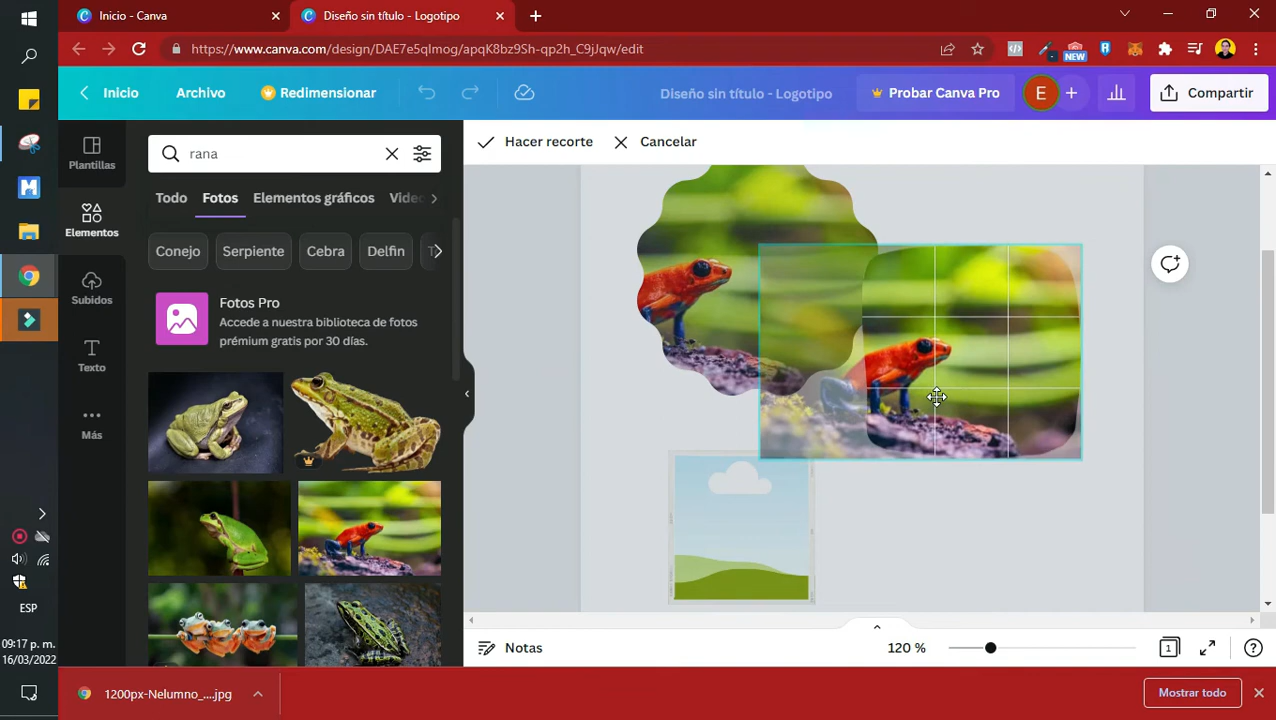 Inicio - Canva
Diseño sin título - Logotipo
https://www.canva.com/design/DAE7e5qlmog/apqK8bz9Sh-qp2h_C9jJqw/edit
NEW
Inicio
Archivo
Redimensionar
Diseño sin título - Logotipo
Probar Canva Pro
E
Compartir
Plantillas
Elementos
Subidos
Texto
Más
rana
Todo
Fotos
Elementos gráficos
Conejo
Serpiente
Cebra
Delfin
Fotos Pro
Accede a nuestra biblioteca de fotos
prémium gratis por 30 días.
Hacer recorte
Cancelar
Notas
120 %
1
ESP
09:17 p. m.
16/03/2022
1200px-Nelumno_....jpg
Mostrar todo